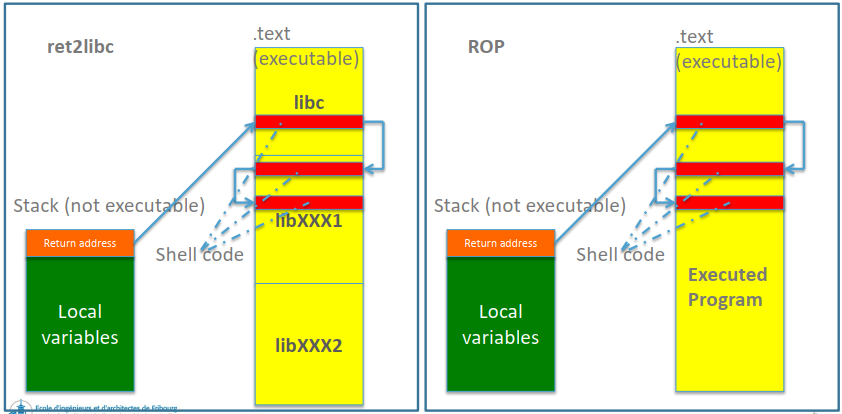 ret2libc
.text
(executable)
libc
Stack (not executable)
Return address
libXXX1
Shell code
Local
variables
libXXX2
Ecole d'ingénieurs et d'architectes de Fribourg
ROP
.text
(executable)
Stack (not executable)
Return address
Shell code
Executed
Program
Local
variables